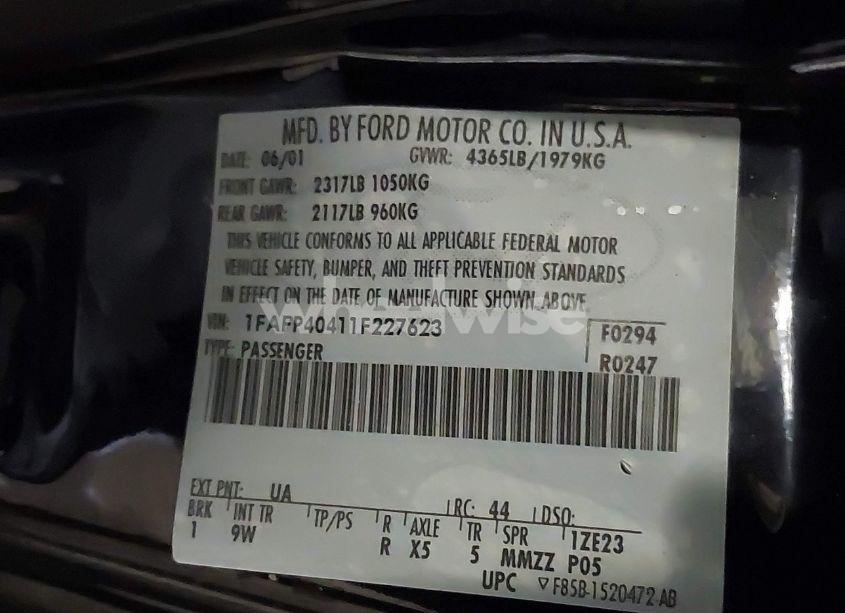 MFD. BY FORD MOTOR CO. IN U.S.A.
DATE: 06/01 GVWR: 4365LB/1979KG
FRONT GAWR: 2317LB 1050KG
REAR GAWR: 2117LB 960KG
THIS VEHICLE CONFORMS TO ALL APPLICABLE FEDERAL MOTOR
VEHICLE SAFETY, BUMPER, AND THEFT PREVENTION STANDARDS
IN EFFECT ON THE DATE OF MANUFACTURE SHOWN ABOVE.
wheelwise
VIN: 1FAFP40411F227623 F0294
TYPE: PASSENGER R0247
EXT PNT: UA RC: 44 DSO:
BRK INT TR TP/PS R AXLE TR SPR 1ZE23
1 9W R X5 5 MMZZ P05
UPC F85B-1520472-AB